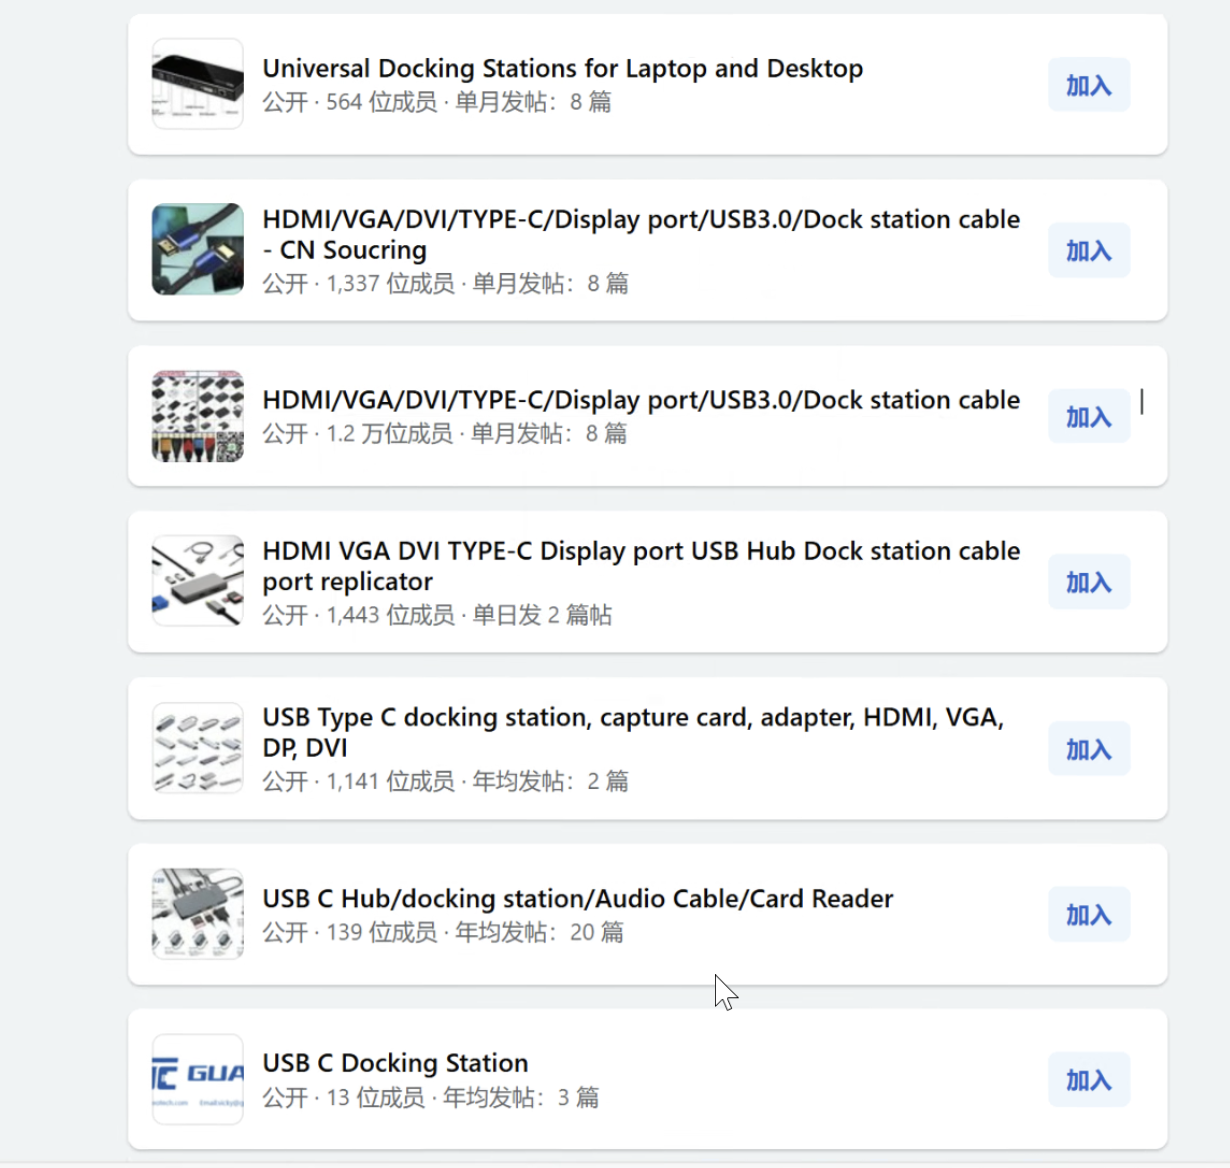 Universal Docking Stations for Laptop and Desktop
公开 · 564 位成员 · 单月发帖：8 篇
加入
HDMI/VGA/DVI/TYPE-C/Display port/USB3.0/Dock station cable
- CN Soucring
公开 · 1,337 位成员 · 单月发帖：8 篇
加入
HDMI/VGA/DVI/TYPE-C/Display port/USB3.0/Dock station cable
公开 · 1.2 万位成员 · 单月发帖：8 篇
加入
HDMI VGA DVI TYPE-C Display port USB Hub Dock station cable
port replicator
公开 · 1,443 位成员 · 单日发 2 篇帖
加入
USB Type C docking station, capture card, adapter, HDMI, VGA,
DP, DVI
公开 · 1,141 位成员 · 年均发帖：2 篇
加入
USB C Hub/docking station/Audio Cable/Card Reader
公开 · 139 位成员 · 年均发帖：20 篇
加入
GUA
USB C Docking Station
公开 · 13 位成员 · 年均发帖：3 篇
加入